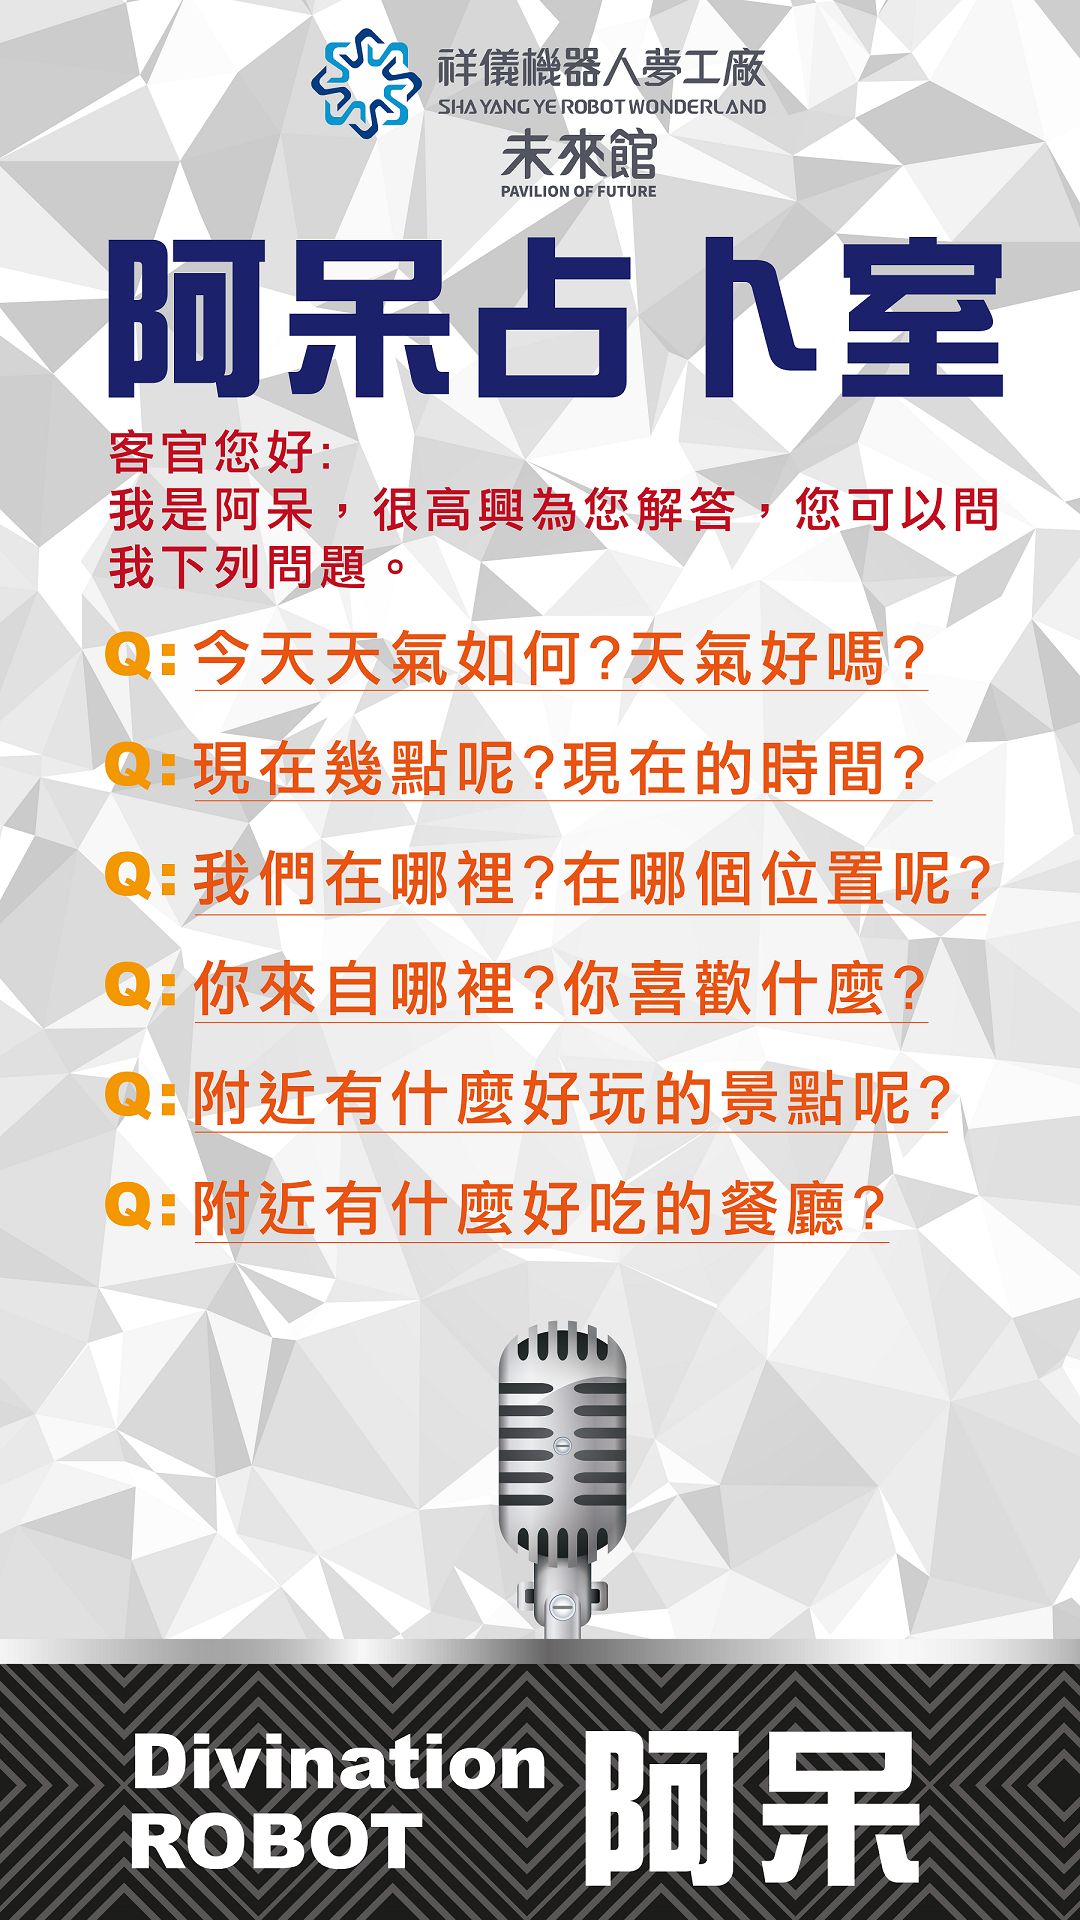 祥儀機器人夢工廠
SHAYANG YE ROBOT WONDERLAND
未來館
PAVILION OF FUTURE
阿呆占卜室
客官您好:
我是阿呆，很高興為您解答，您可以問
我下列問題。
Q:今天天氣如何?天氣好嗎?
Q:現在幾點呢?現在的時間?
Q:我們在哪裡?在哪個位置呢?
Q:你來自哪裡?你喜歡什麼?
Q:附近有什麼好玩的景點呢?
Q:附近有什麼好吃的餐廳?
Divination
ROBOT
阿呆